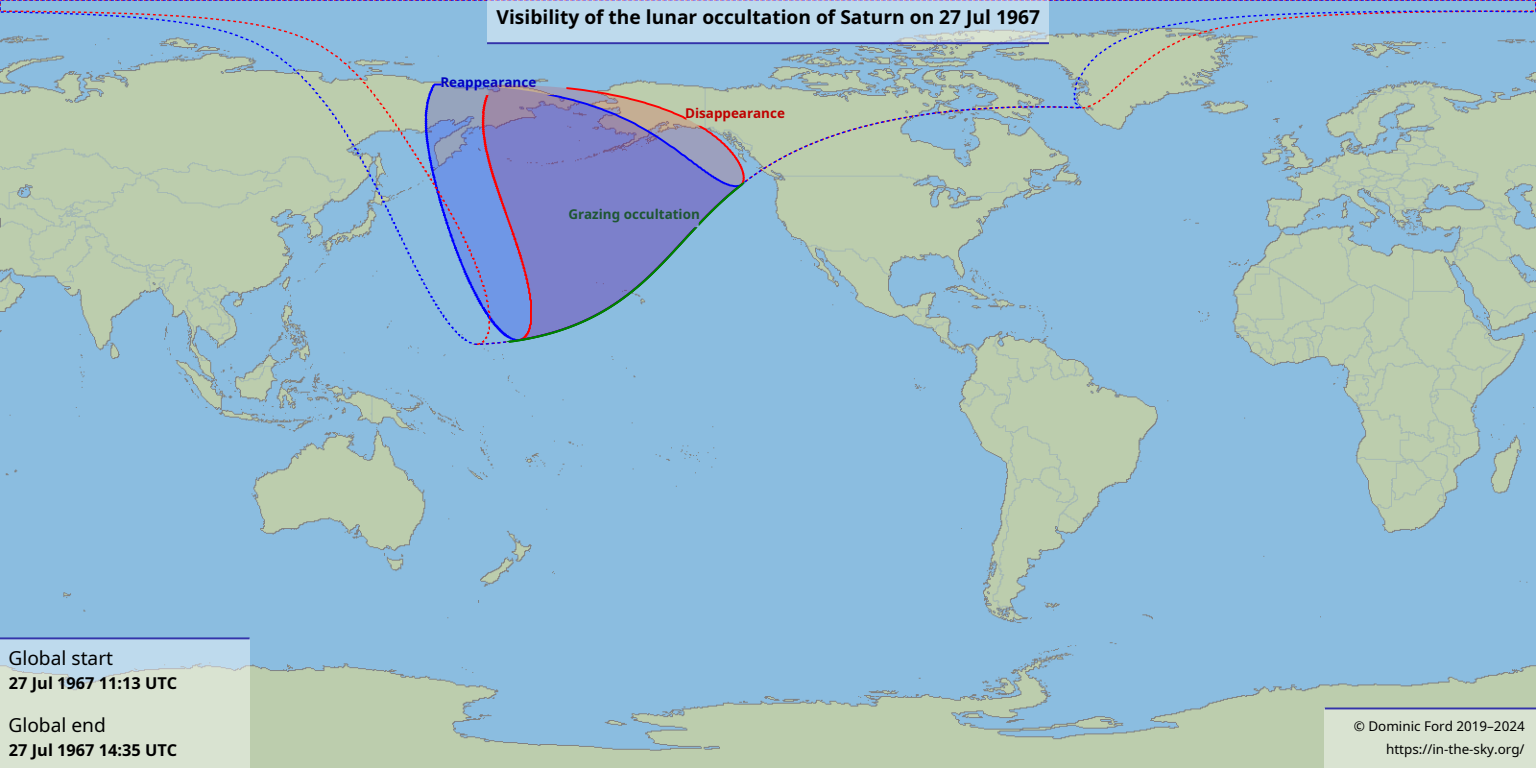 Visibility of the lunar occultation of Saturn on 27 Jul 1967
Reappearance
Disappearance
Grazing occultation
Global start
27 Jul 1967 11:13 UTC
Global end
27 Jul 1967 14:35 UTC
© Dominic Ford 2019–2024
https://in-the-sky.org/